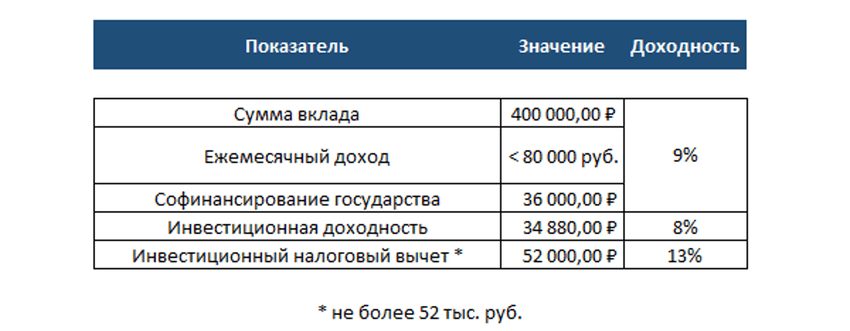 Показатель Значение Доходность
Сумма вклада 400 000,00 ₽
Ежемесячный доход < 80 000 руб. 9%
Софинансирование государства 36 000,00 ₽
Инвестиционная доходность 34 880,00 ₽ 8%
Инвестиционный налоговый вычет * 52 000,00 ₽ 13%
* не более 52 тыс. руб.